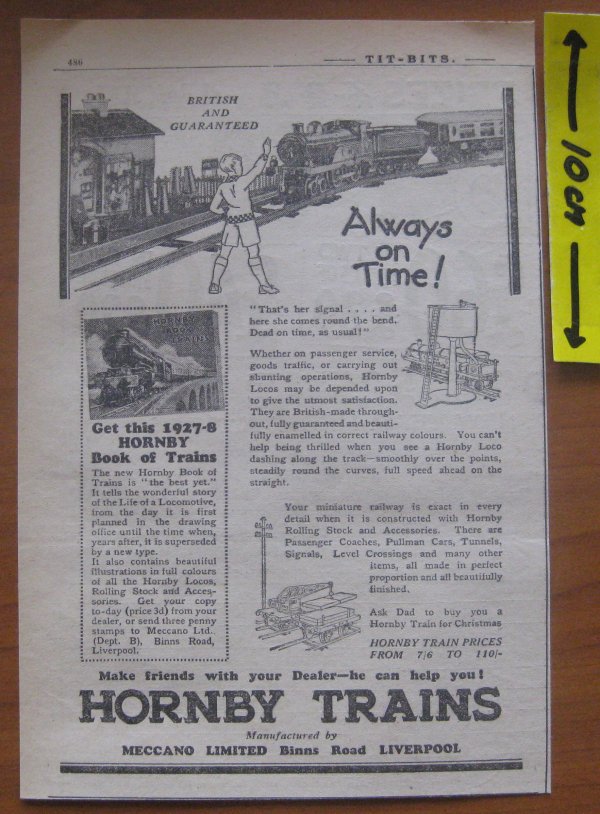 486
TIT-BITS.
BRITISH
AND
GUARANTEED
Always
on
Time!
10cm
HORNBY
BOOK OF
TRAINS
Get this 1927-8
HORNBY
Book of Trains
The new Hornby Book of
Trains is "the best yet."
It tells the wonderful story
of the Life of a Locomotive,
from the day it is first
planned in the drawing
office until the time when,
years after, it is superseded
by a new type.
It also contains beautiful
illustrations in full colours
of all the Hornby Locos,
Rolling Stock and Acces-
sories. Get your copy
to-day (price 3d) from your
dealer, or send three penny
stamps to Meccano Ltd..
(Dept. B), Binns Road,
Liverpool.
"That's her signal . . . . and
here she comes round the bend.
Dead on time, as usual!"
Whether on passenger service,
goods traffic, or carrying out
shunting operations, Hornby
Locos may be depended upon
to give the utmost satisfaction.
They are British-made through-
out, fully guaranteed and beauti-
fully enamelled in correct railway colours. You can't
help being thrilled when you see a Hornby Loco
dashing along the track—smoothly over the points,
steadily round the curves, full speed ahead on the
straight.
Your miniature railway is exact in every
detail when it is constructed with Hornby
Rolling Stock and Accessories. There are
Passenger Coaches, Pullman Cars, Tunnels,
Signals, Level Crossings and many other
items, all made in perfect
proportion and all beautifully
finished.
Ask Dad to buy you a
Hornby Train for Christmas
HORNBY TRAIN PRICES
FROM 7/6 TO 110/-
Make friends with your Dealer—he can help you!
HORNBY TRAINS
Manufactured by
MECCANO LIMITED Binns Road LIVERPOOL